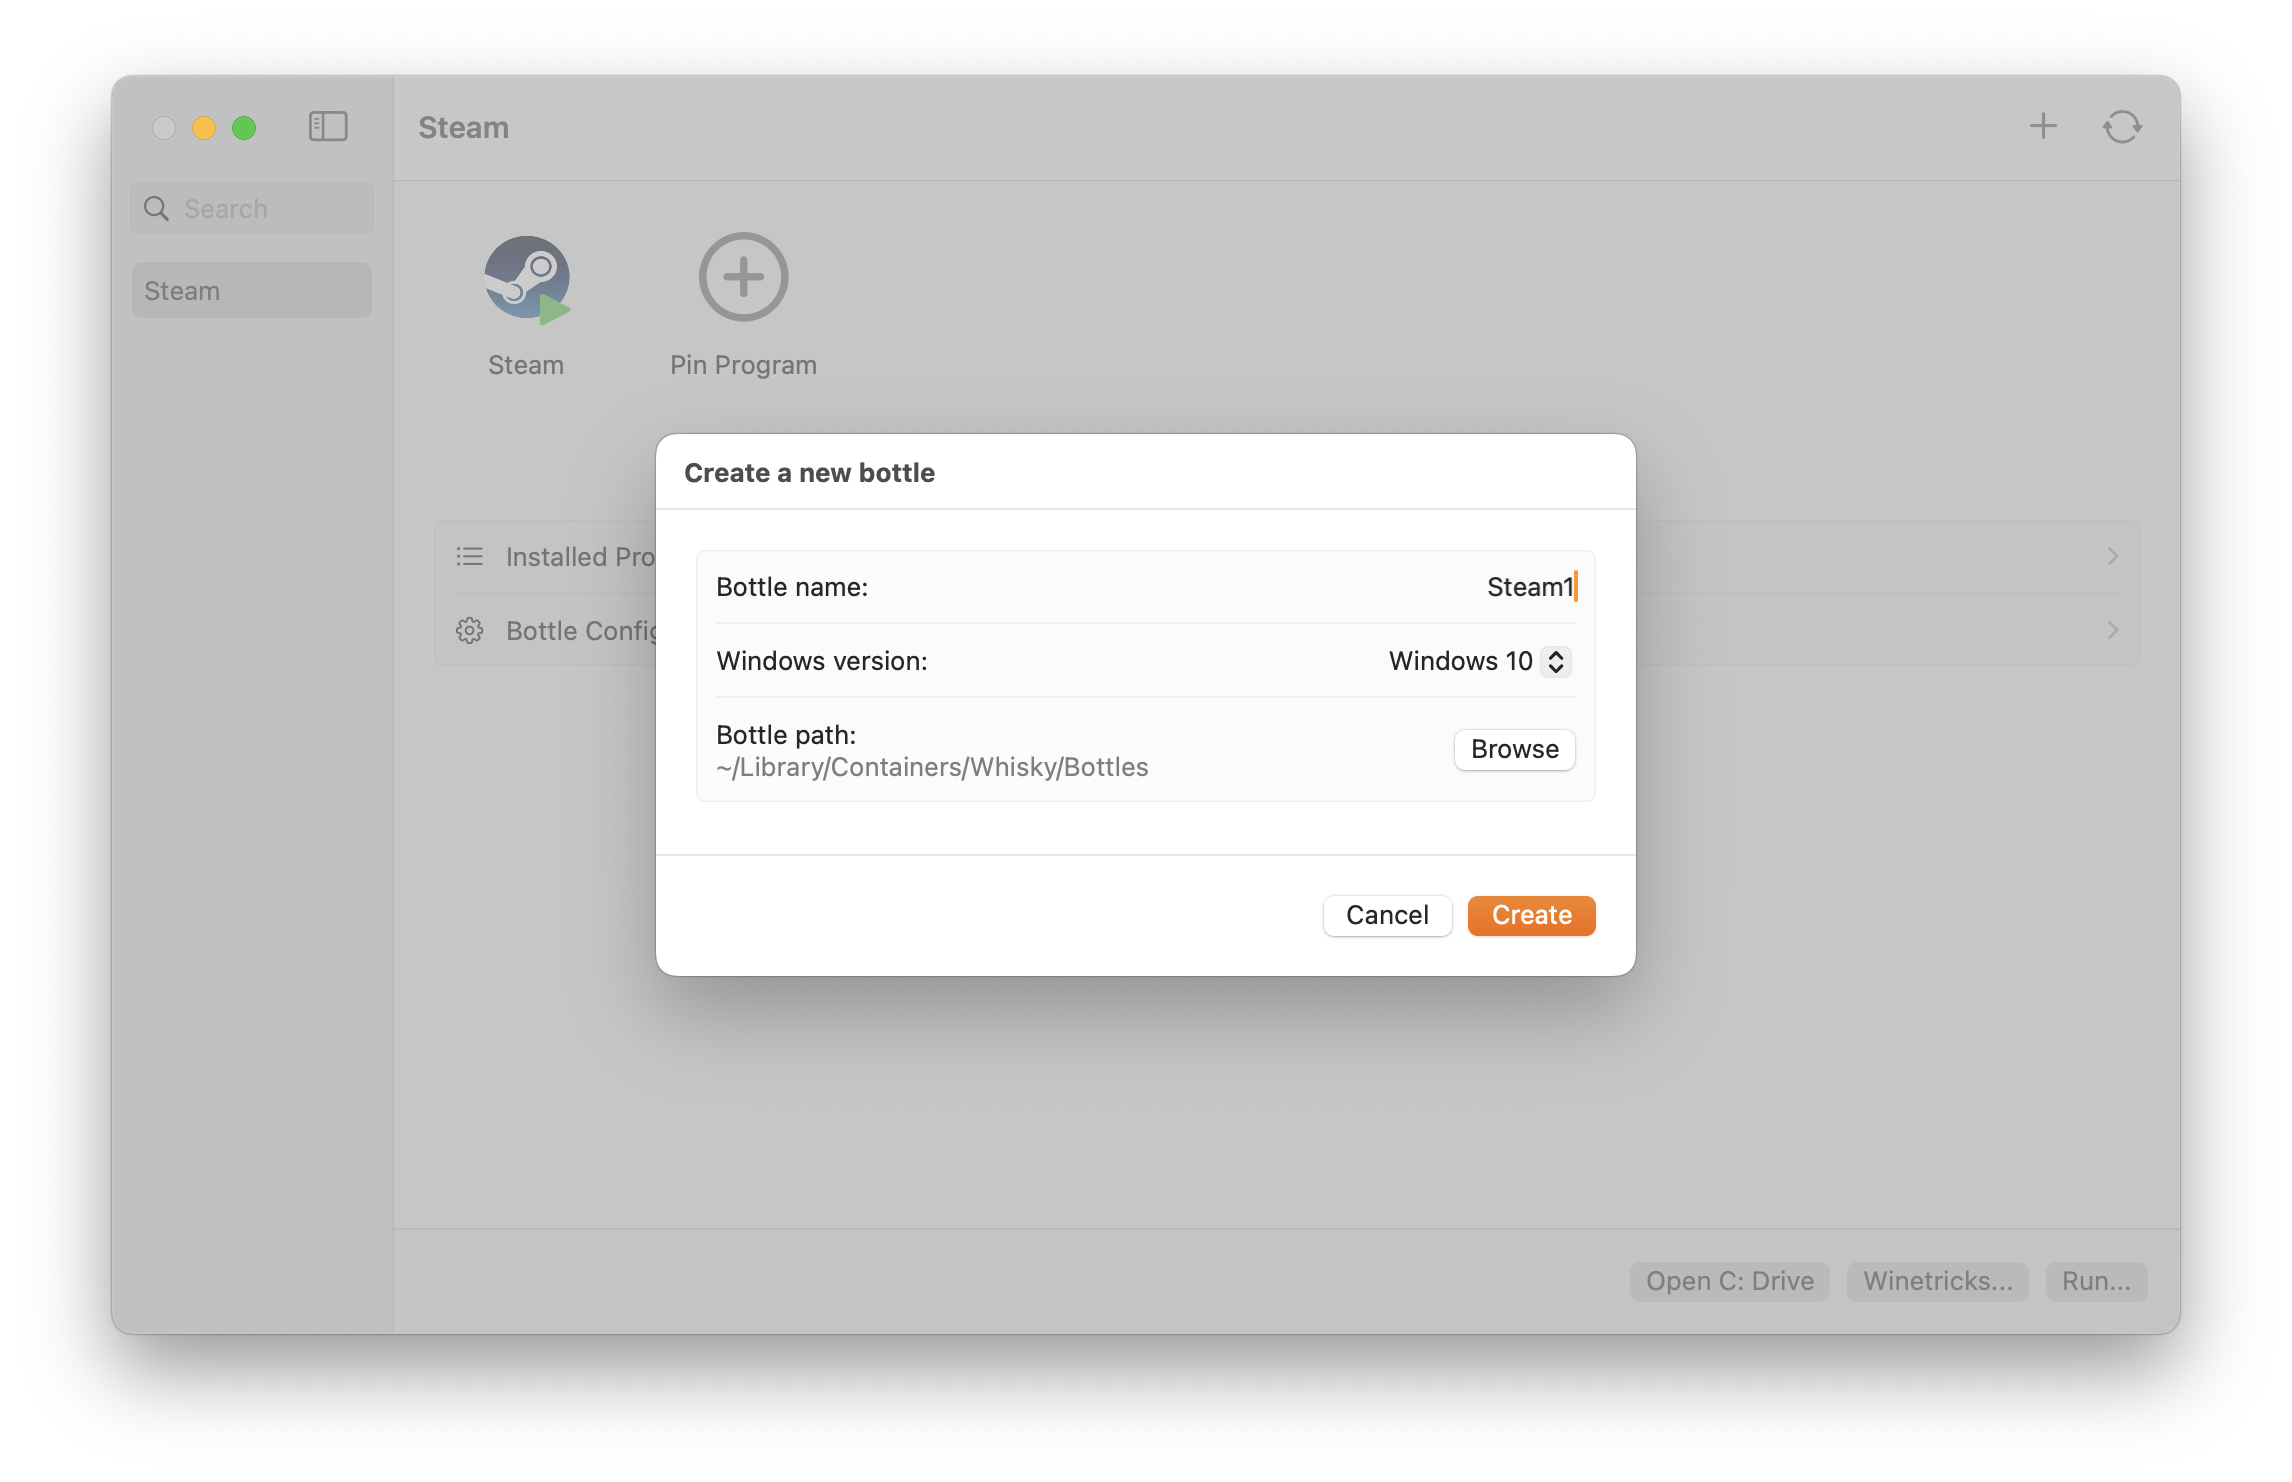 Steam
Search
Steam
Steam
Pin Program
Create a new bottle
Installed Pro
Bottle name:
Steam1
Bottle Config
Windows version:
Windows 10
Bottle path:
~/Library/Containers/Whisky/Bottles
Browse
Cancel
Create
Open C: Drive
Winetricks...
Run...